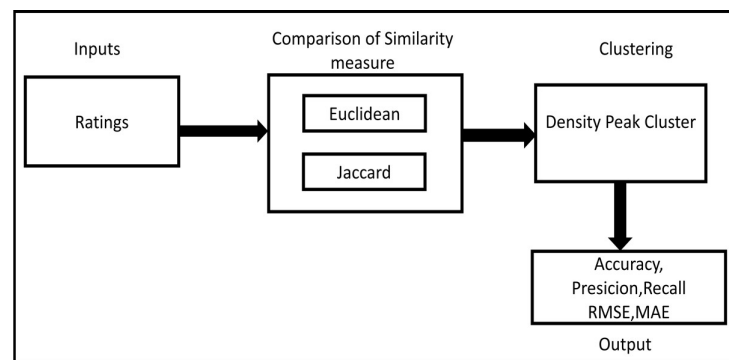 Inputs
Comparison of Similarity
measure
Clustering
Ratings
Euclidean
Jaccard
Density Peak Cluster
Accuracy,
Presicion,Recall
RMSE,MAE
Output